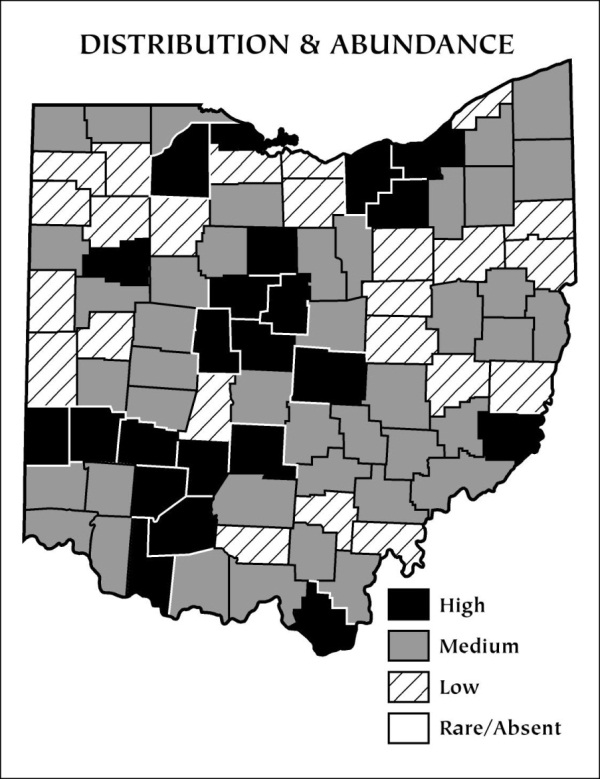 DISTRIBUTION & ABUNDANCE
High
Medium
Low
Rare/Absent